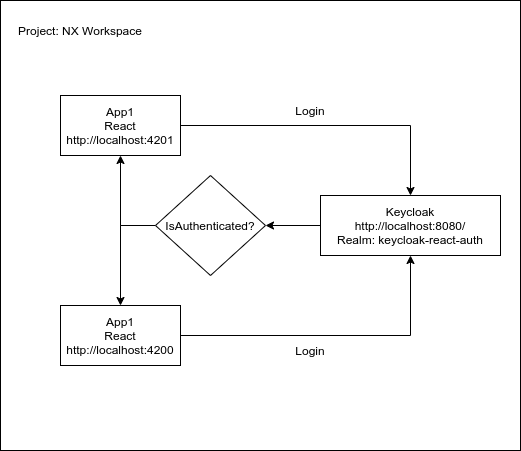 Project: NX Workspace
App1
React
http://localhost:4201
Login
IsAuthenticated?
Keycloak
http://localhost:8080/
Realm: keycloak-react-auth
App1
React
http://localhost:4200
Login